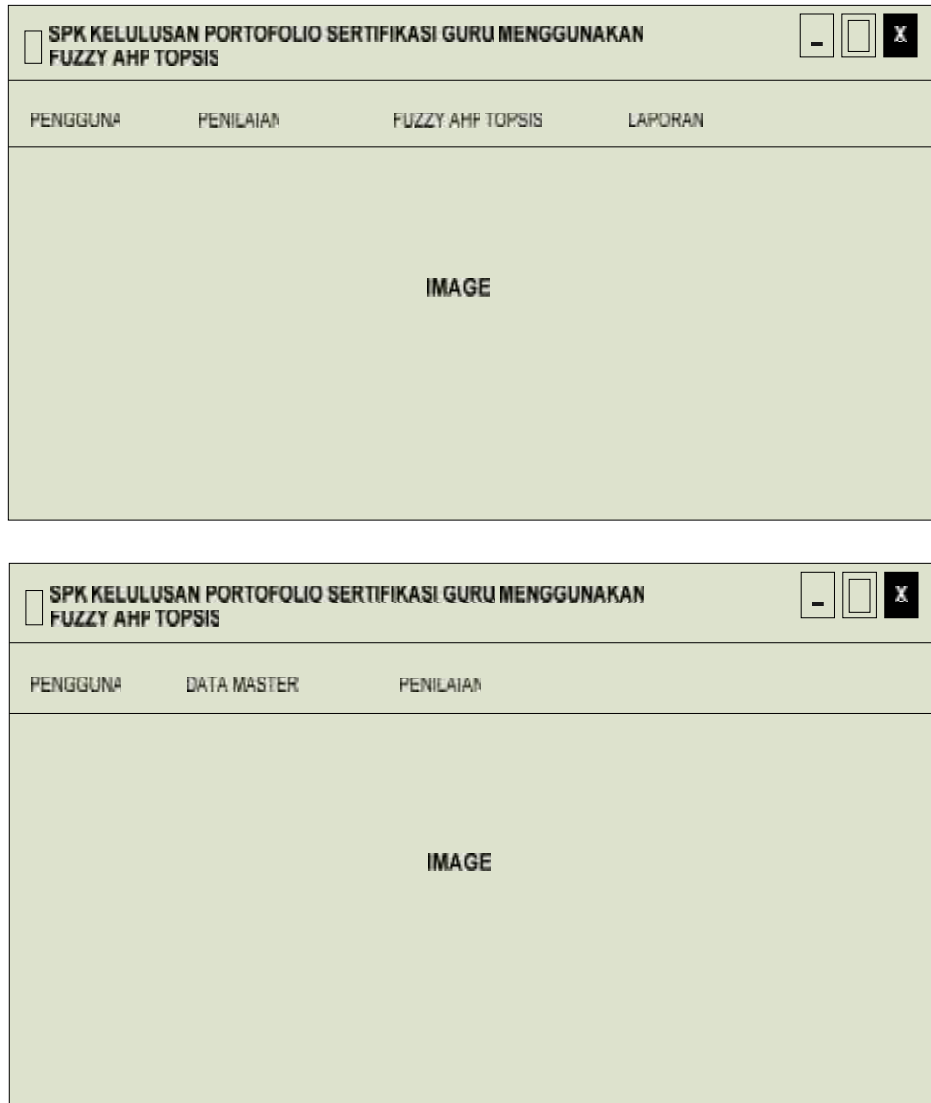 SPK KELULUSAN PORTOFOLIO SERTIFIKASI GURU MENGGUNAKAN
FUZZY AHP TOPSIS
- X
PENGGUNA PENILAIAN FUZZY AHP TOPSIS LAPORAN
IMAGE
SPK KELULUSAN PORTOFOLIO SERTIFIKASI GURU MENGGUNAKAN
FUZZY AHP TOPSIS
- X
PENGGUNA DATA MASTER PENILAIAN
IMAGE